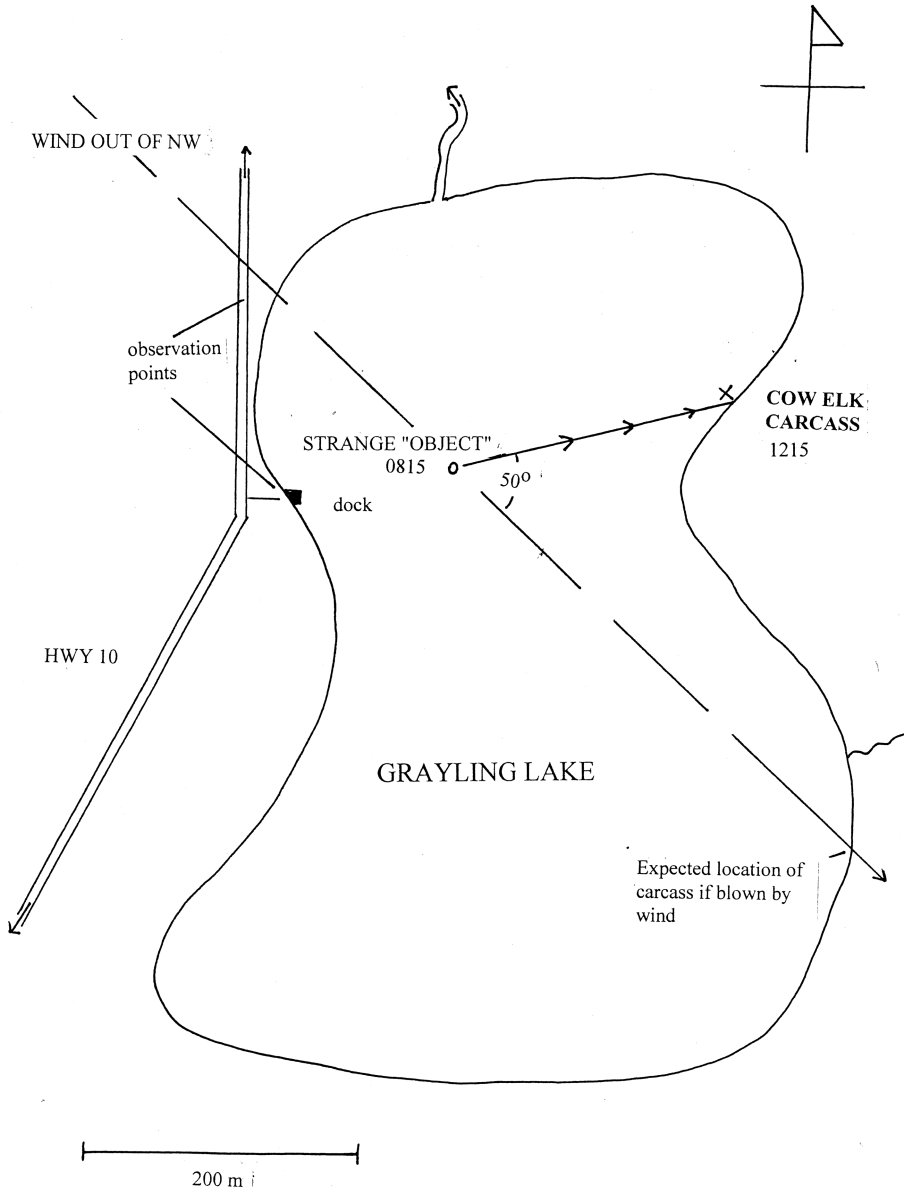 WIND OUT OF NW
observation
points
STRANGE "OBJECT"
0815
50°
COW ELK
CARCASS
1215
dock
HWY 10
GRAYLING LAKE
Expected location of
carcass if blown by
wind
200 m